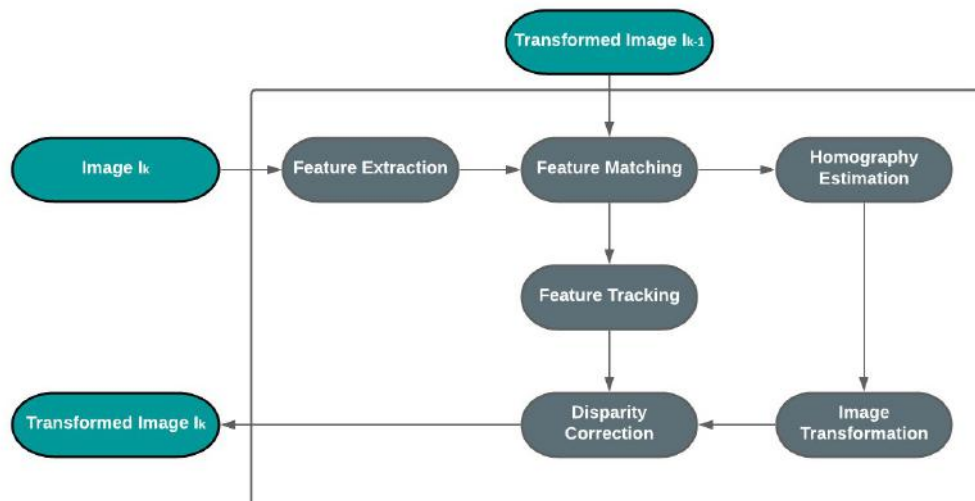 Transformed Image Ik-1
Image Ik
Feature Extraction
Feature Matching
Homography
Estimation
Feature Tracking
Transformed Image Ik
Disparity
Correction
Image
Transformation